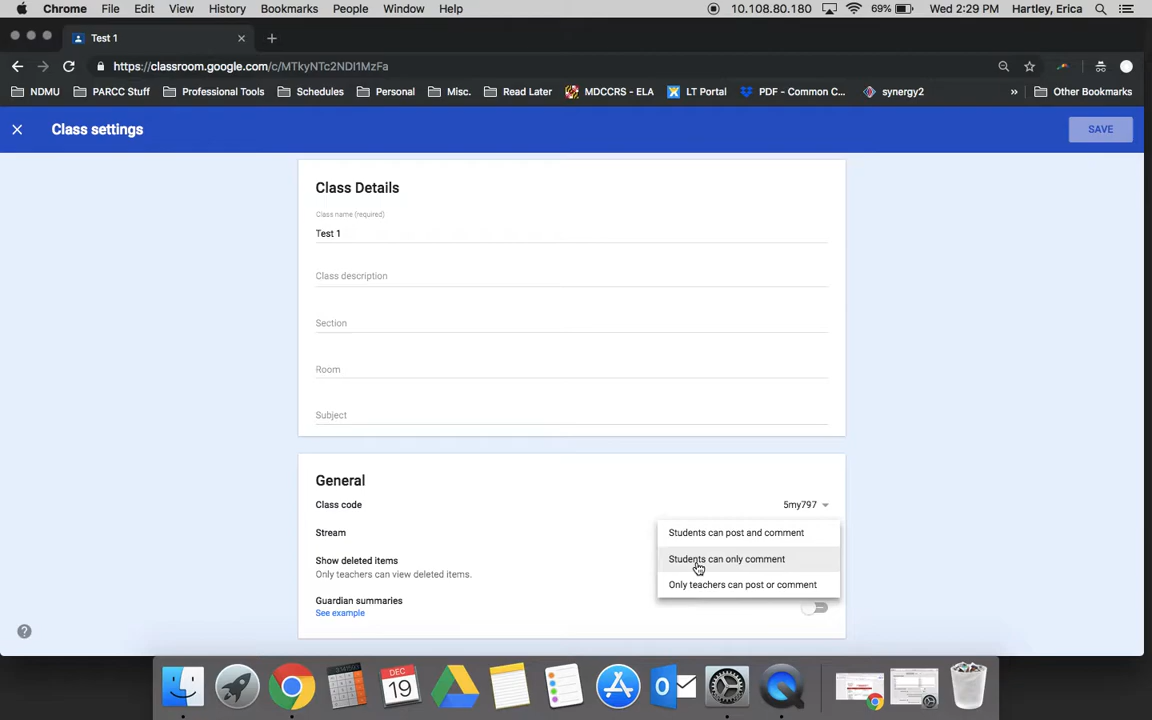 Chrome File Edit View History Bookmarks People Window Help 10.108.80.180 69% Wed 2:29 PM Hartley, Erica
Test 1
https://classroom.google.com/c/MTkyNTc2NDI1MzFa
NDMU PARCC Stuff Professional Tools Schedules Personal Misc. Read Later MDCCRS - ELA LT Portal PDF - Common C... synergy2 » Other Bookmarks
Class settings SAVE
Class Details
Class name (required)
Test 1
Class description
Section
Room
Subject
General
Class code 5my797
Stream Students can post and comment
Students can only comment
Show deleted items
Only teachers can view deleted items.
Only teachers can post or comment
Guardian summaries
See example
DEC
19